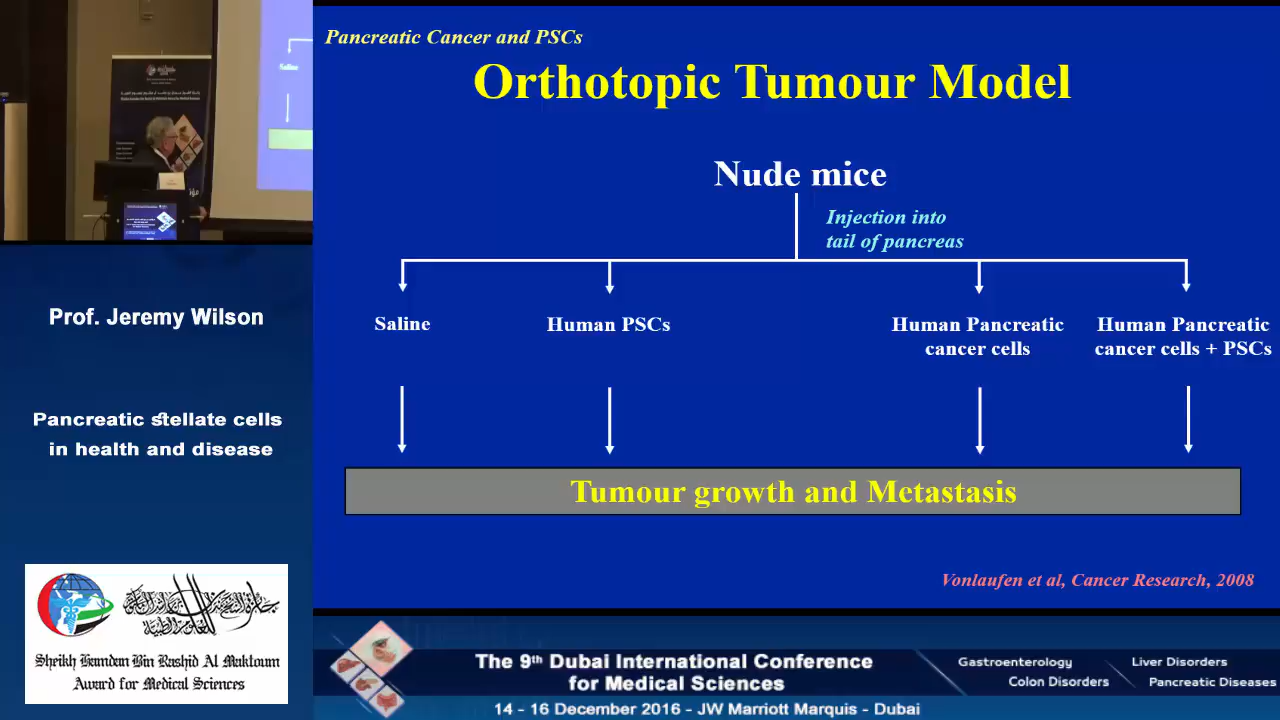 Pancreatic Cancer and PSCs
Orthotopic Tumour Model
Nude mice
Injection into
tail of pancreas
Saline
Human PSCs
Human Pancreatic
cancer cells
Human Pancreatic
cancer cells + PSCs
Tumour growth and Metastasis
Vonlaufen et al, Cancer Research, 2008
Saline
Prof. Jeremy Wilson
Pancreatic stellate cells
in health and disease
Sheikh Hamdan Bin Rashid Al Maktoum
Award for Medical Sciences
The 9th Dubai International Conference
for Medical Sciences
14 - 16 December 2016 - JW Marriott Marquis - Dubai
Gastroenterology
Liver Disorders
Colon Disorders
Pancreatic Diseases